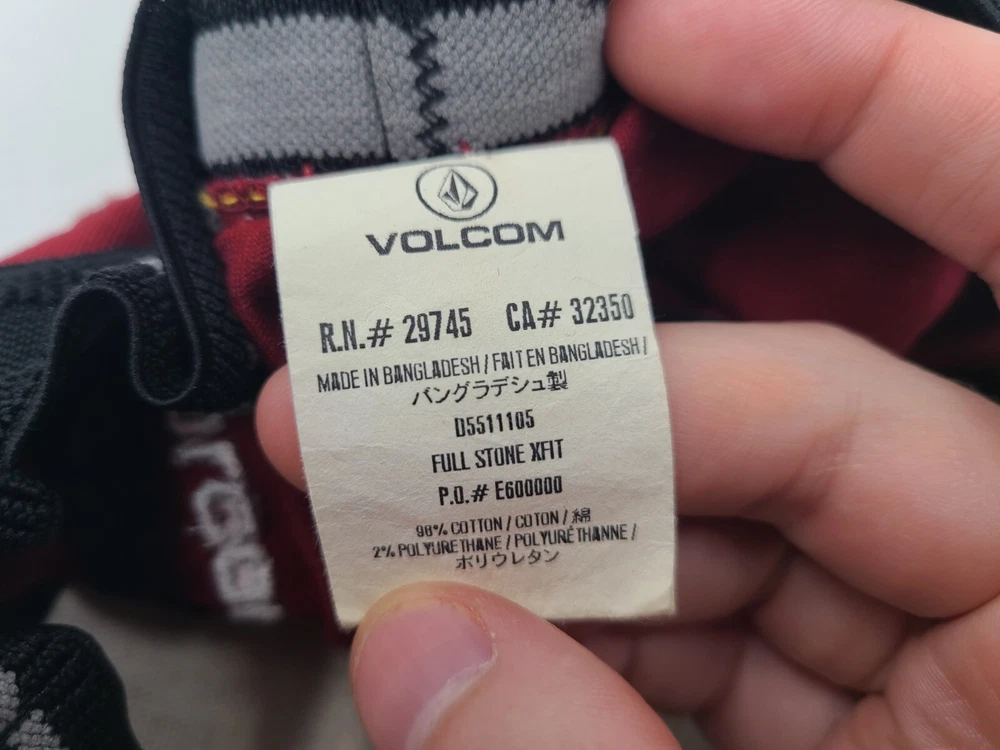 VOLCOM
R.N.# 29745 CA# 32350
MADE IN BANGLADESH / FAIT EN BANGLADESH /
バングラデシュ製
D5511105
FULL STONE XFIT
P.O.# E600000
98% COTTON / COTON / 綿
2% POLYURETHANE / POLYURÉTHANNE /
ポリウレタン